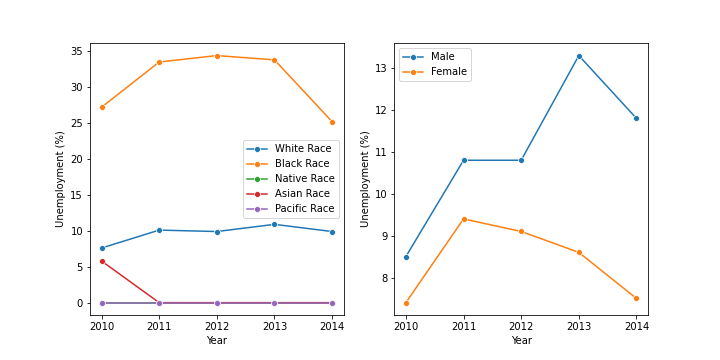 35
30
25
20
15
10
5
0
Unemployment (%)
White Race
Black Race
Native Race
Asian Race
Pacific Race
2010 2011 2012 2013 2014
Year
13
12
11
10
9
8
Unemployment (%)
Male
Female
2010 2011 2012 2013 2014
Year